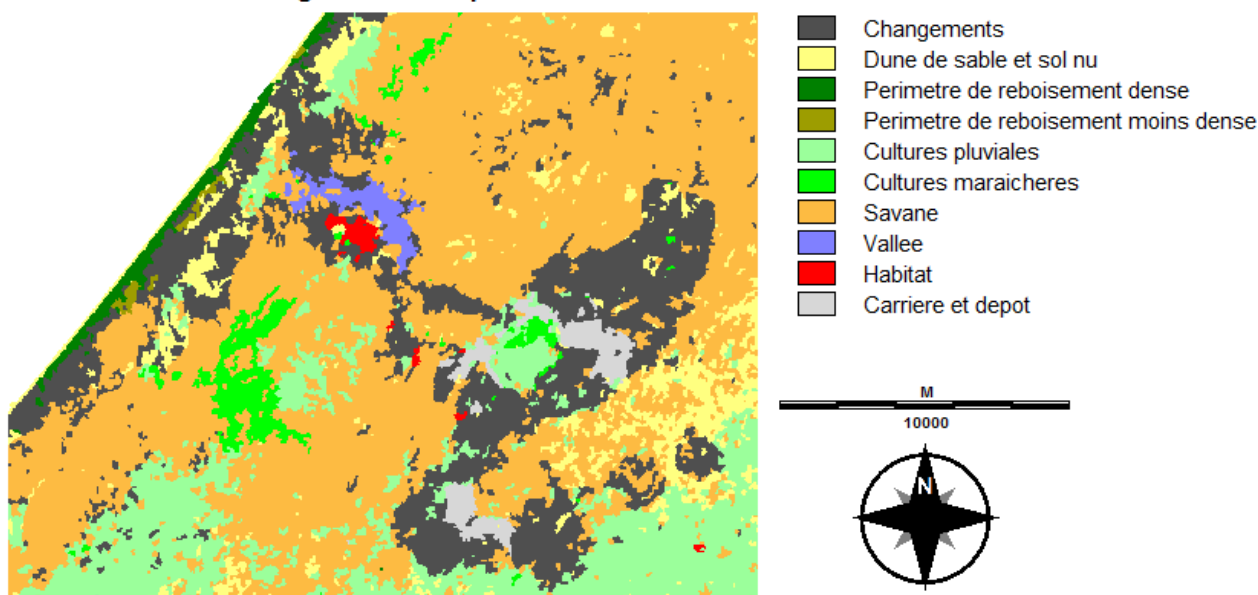 Changements
Dune de sable et sol nu
Perimetre de reboisement dense
Perimetre de reboisement moins dense
Cultures pluviales
Cultures maraicheres
Savane
Vallee
Habitat
Carriere et depot
M
10000
N